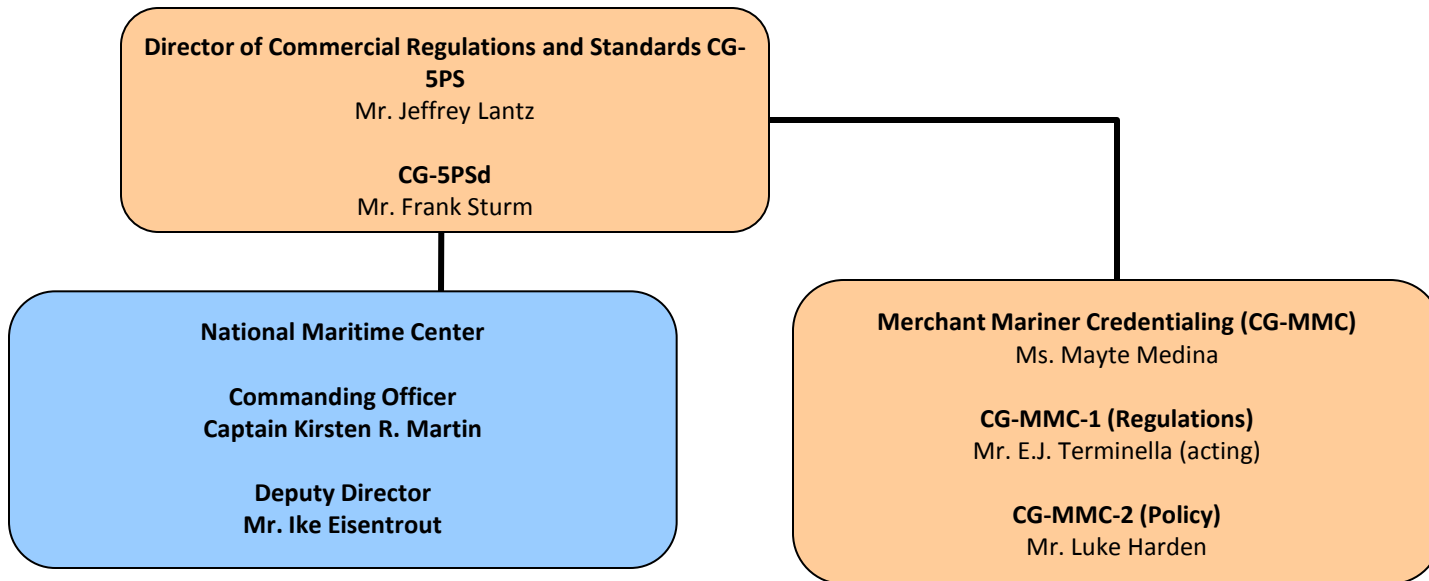 Director of Commercial Regulations and Standards CG-
5PS
Mr. Jeffrey Lantz
CG-5PSd
Mr. Frank Sturm
National Maritime Center
Commanding Officer
Captain Kirsten R. Martin
Deputy Director
Mr. Ike Eisentrout
Merchant Mariner Credentialing (CG-MMC)
Ms. Mayte Medina
CG-MMC-1 (Regulations)
Mr. E.J. Terminella (acting)
CG-MMC-2 (Policy)
Mr. Luke Harden